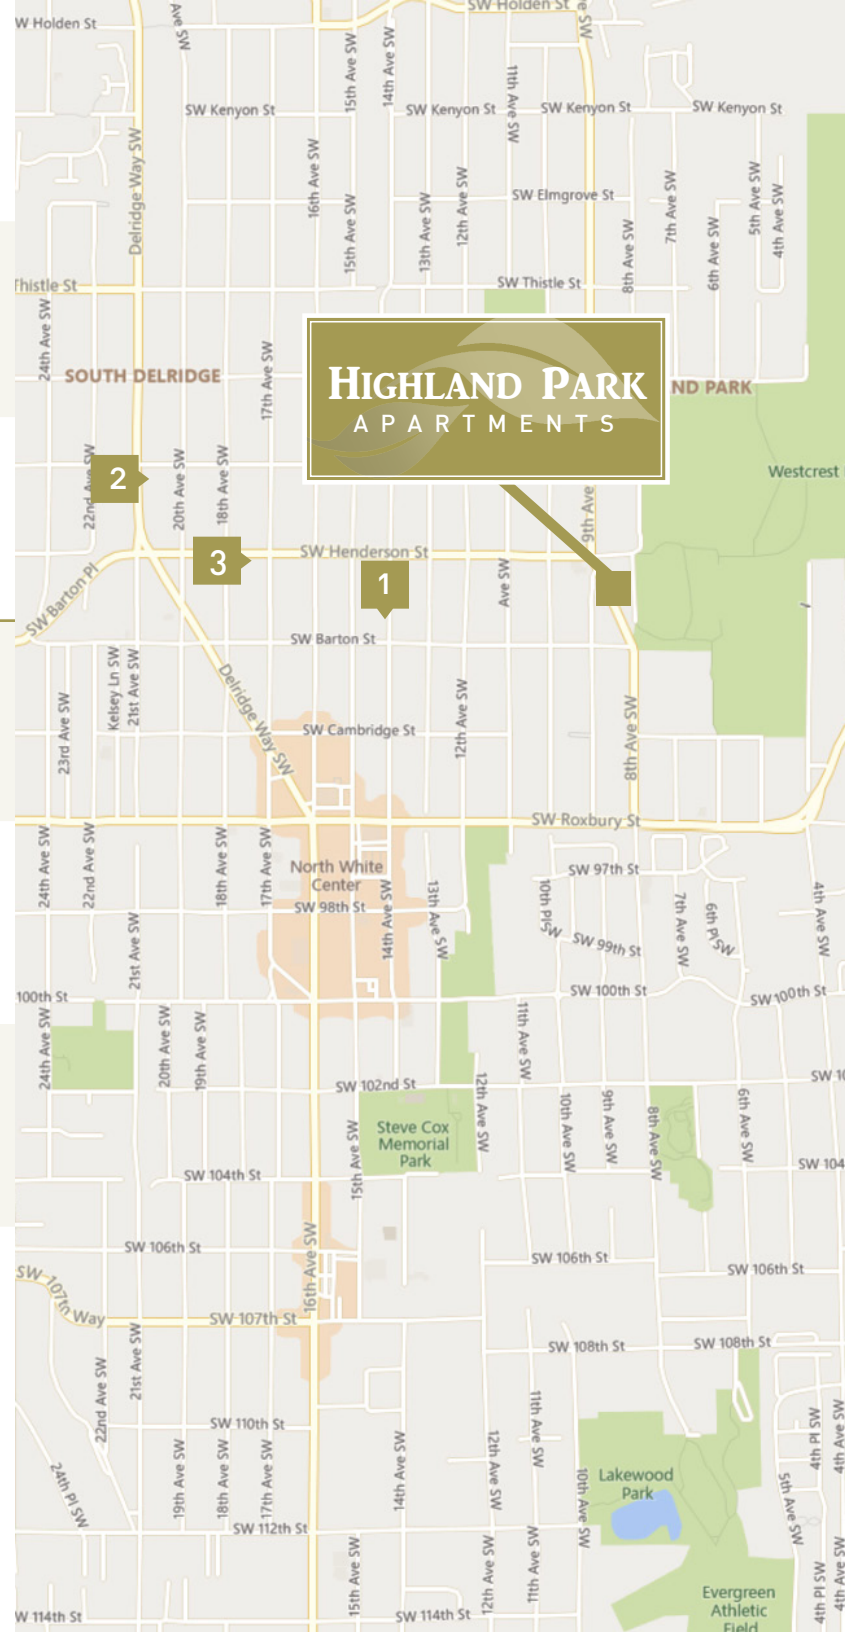 SW Holden St
W Holden St
Ave SW
e SW
15th Ave SW
14th Ave SW
11th Ave SW
SW Kenyon St
SW Kenyon St
SW Kenyon St
SW Kenyon St
Delridge Way SW
16th Ave SW
15th Ave SW
13th Ave SW
12th Ave SW
SW Elmgrove St
8th Ave SW
7th Ave SW
6th Ave SW
5th Ave SW
4th Ave SW
Thistle St
SW Thistle St
24th Ave SW
SOUTH DELRIDGE
17th Ave SW
HIGHLAND PARK
APARTMENTS
ND PARK
22nd Ave SW
2
20th Ave SW
18th Ave SW
9th Ave
Westcrest
SW Henderson St
3
1
SW Barton Pl
Ave SW
SW Barton St
Kelsey Ln SW
21st Ave SW
23rd Ave SW
Delridge Way SW
12th Ave SW
8th Ave SW
SW Cambridge St
SW Roxbury St
24th Ave SW
22nd Ave SW
18th Ave SW
17th Ave SW
North White
Center
SW 98th St
14th Ave SW
13th Ave SW
SW 97th St
10th Pl SW
SW 99th St
7th Ave SW
6th Pl SW
4th Ave SW
21st Ave SW
100th St
SW 100th St
SW 100th St
24th Ave SW
20th Ave SW
19th Ave SW
11th Ave SW
SW 102nd St
SW 10
12th Ave SW
10th Ave SW
9th Ave SW
8th Ave SW
6th Ave SW
Steve Cox
Memorial
Park
15th Ave SW
SW 104th St
SW 104
SW 106th St
SW 106th St
SW 106th St
16th Ave SW
SW 107th Way
SW 107th St
SW 108th St
SW 108th St
21st Ave SW
22nd Ave SW
SW 110th St
11th Ave SW
4th Pl SW
4th Ave SW
24th Pl SW
19th Ave SW
18th Ave SW
17th Ave SW
14th Ave SW
12th Ave SW
10th Ave SW
Lakewood
Park
5th Ave SW
SW 112th St
15th Ave SW
12th Ave SW
11th Ave SW
4th Pl SW
4th Ave SW
Evergreen
Athletic
Field
W 114th St
SW 114th St